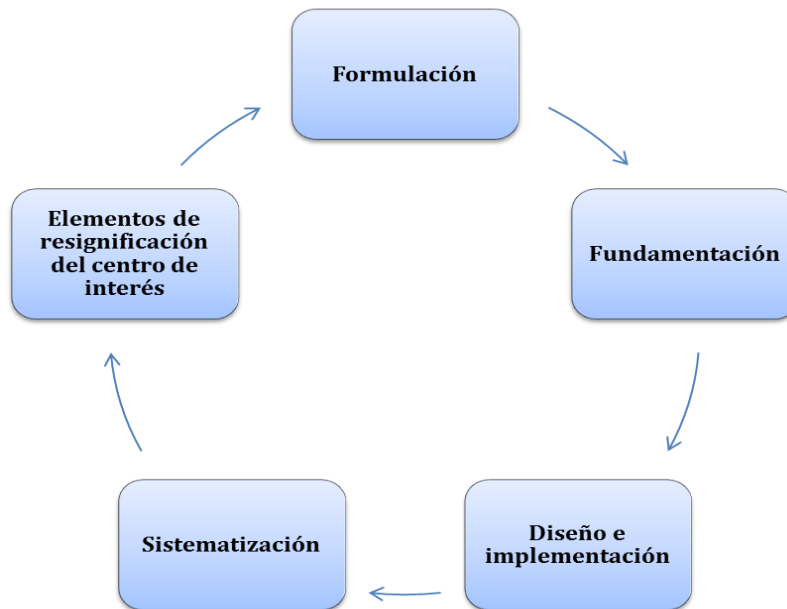 Formulación
Fundamentación
Diseño e
implementación
Sistematización
Elementos de
resignificación
del centro de
interés